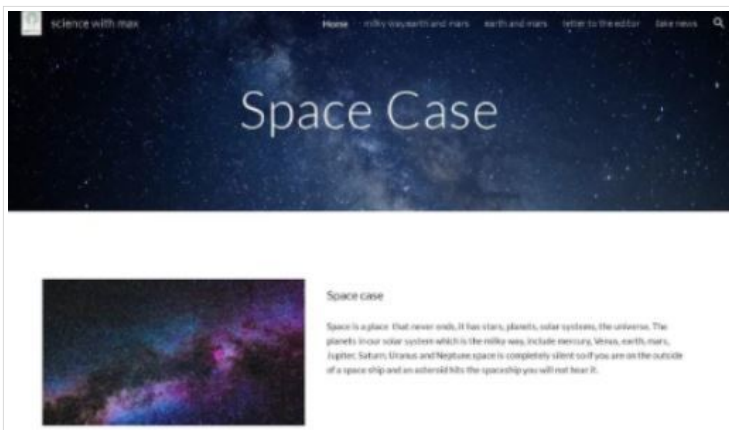 science with max
Home milky way earth and mars earth and mars letter to the editor fake news
Space Case
Space case
Space is a place that never ends, it has stars, planets, solar systems, the universe. The
planets in our solar system which is the milky way, include mercury, Venus, earth, mars,
Jupiter, Saturn, Uranus and Neptune space is completely silent so if you are on the outside
of a space ship and an asteroid hits the spaceship you will not hear it.